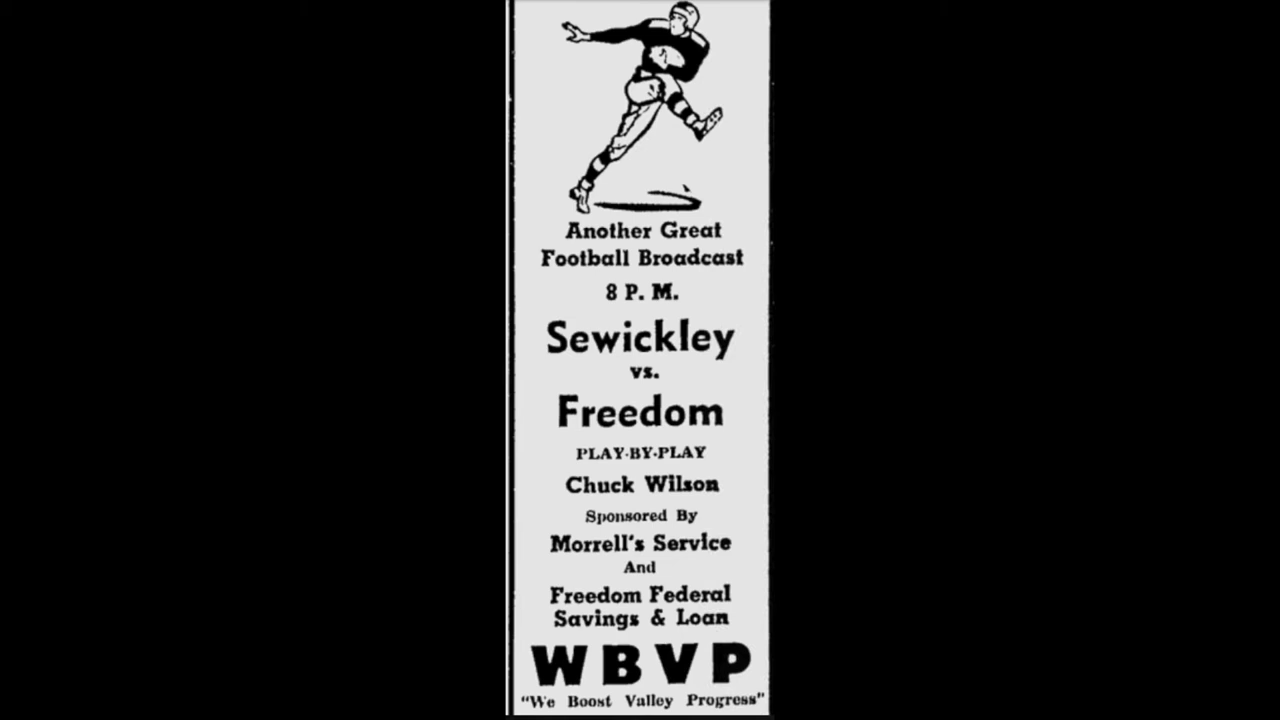 Another Great
Football Broadcast
8 P. M.
Sewickley
vs.
Freedom
PLAY-BY-PLAY
Chuck Wilson
Sponsored By
Morrell's Service
And
Freedom Federal
Savings & Loan
WBVP
"We Boost Valley Progress"